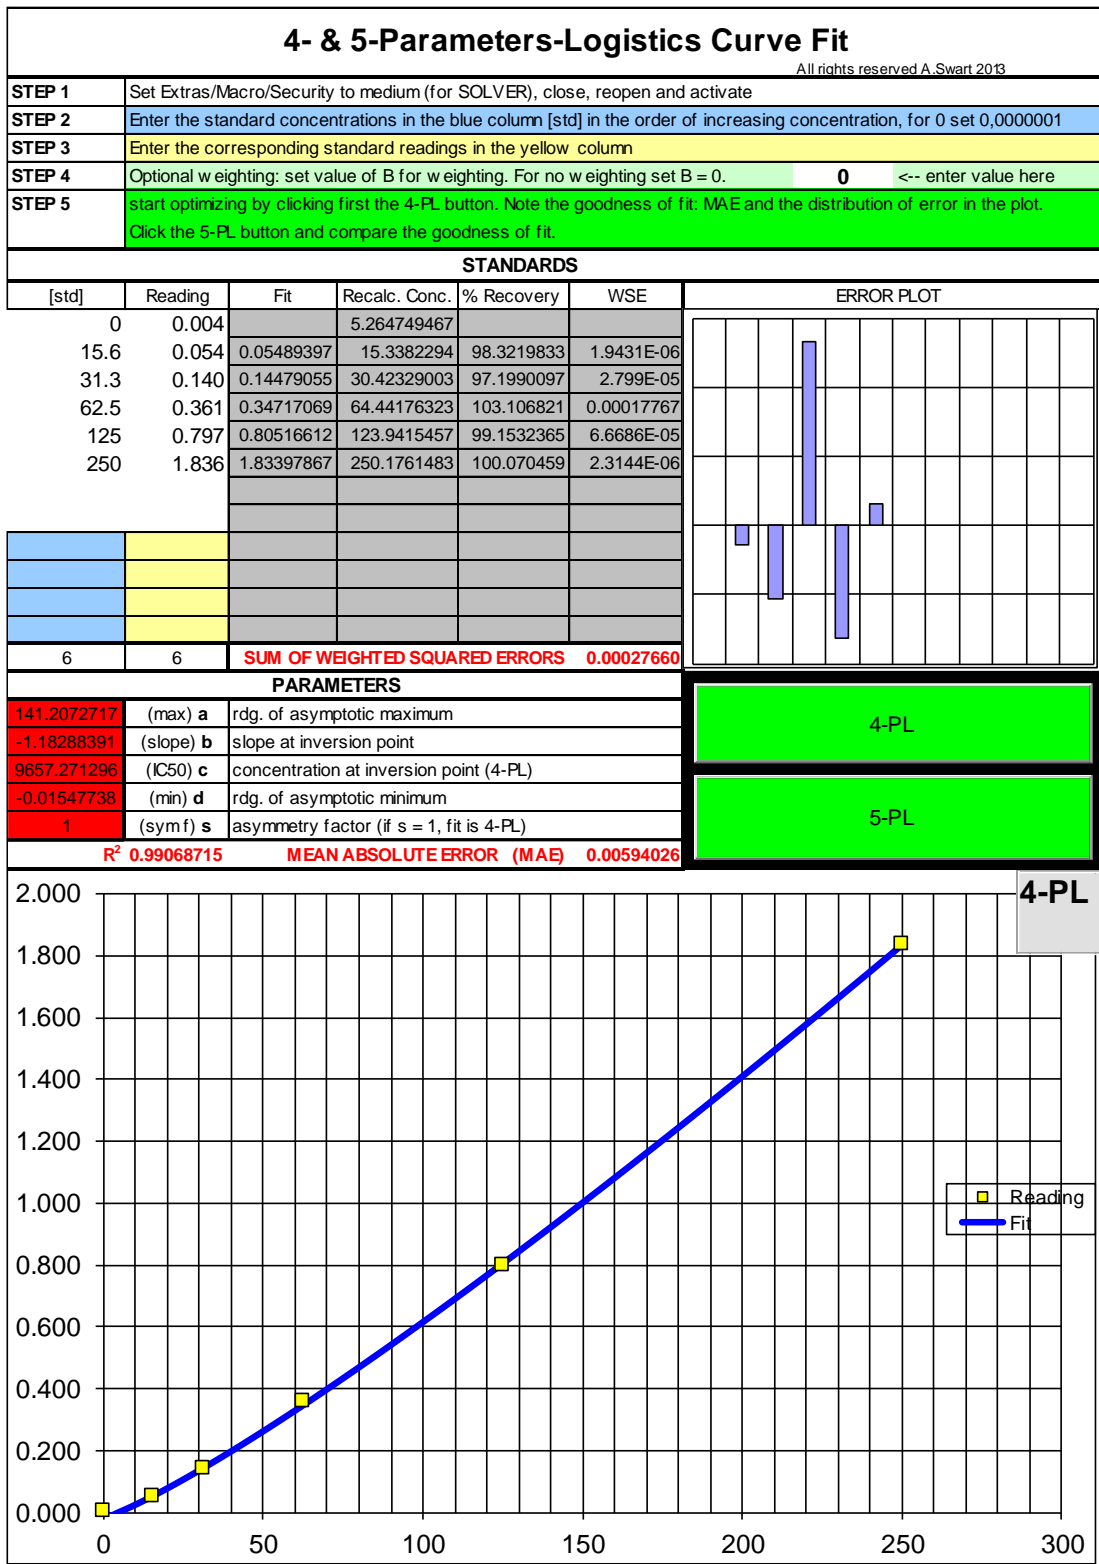 4- & 5-Parameters-Logistics Curve Fit
All rights reserved A.Swart 2013
STEP 1 Set Extras/Macro/Security to medium (for SOLVER), close, reopen and activate
STEP 2 Enter the standard concentrations in the blue column [std] in the order of increasing concentration, for 0 set 0,0000001
STEP 3 Enter the corresponding standard readings in the yellow column
STEP 4 Optional weighting: set value of B for weighting. For no weighting set B = 0. 0 <-- enter value here
STEP 5 start optimizing by clicking first the 4-PL button. Note the goodness of fit: MAE and the distribution of error in the plot.
Click the 5-PL button and compare the goodness of fit.
STANDARDS
[std] Reading Fit Recalc. Conc. % Recovery WSE ERROR PLOT
0 0.004 5.264749467
15.6 0.054 0.05489397 15.3382294 98.3219833 1.9431E-06
31.3 0.140 0.14479055 30.42329003 97.1990097 2.799E-05
62.5 0.361 0.34717069 64.44176323 103.106821 0.00017767
125 0.797 0.80516612 123.9415457 99.1532365 6.6686E-05
250 1.836 1.83397867 250.1761483 100.070459 2.3144E-06
6 6 SUM OF WEIGHTED SQUARED ERRORS 0.00027660
PARAMETERS
141.2072717 (max) a rdg. of asymptotic maximum
-1.18288391 (slope) b slope at inversion point
9657.271296 (IC50) c concentration at inversion point (4-PL)
-0.01547738 (min) d rdg. of asymptotic minimum
1 (sym f) s asymmetry factor (if s = 1, fit is 4-PL)
R² 0.99068715 MEAN ABSOLUTE ERROR (MAE) 0.00594026
4-PL
5-PL
4-PL
2.000
1.800
1.600
1.400
1.200
1.000
0.800
0.600
0.400
0.200
0.000
Reading
Fit
0 50 100 150 200 250 300